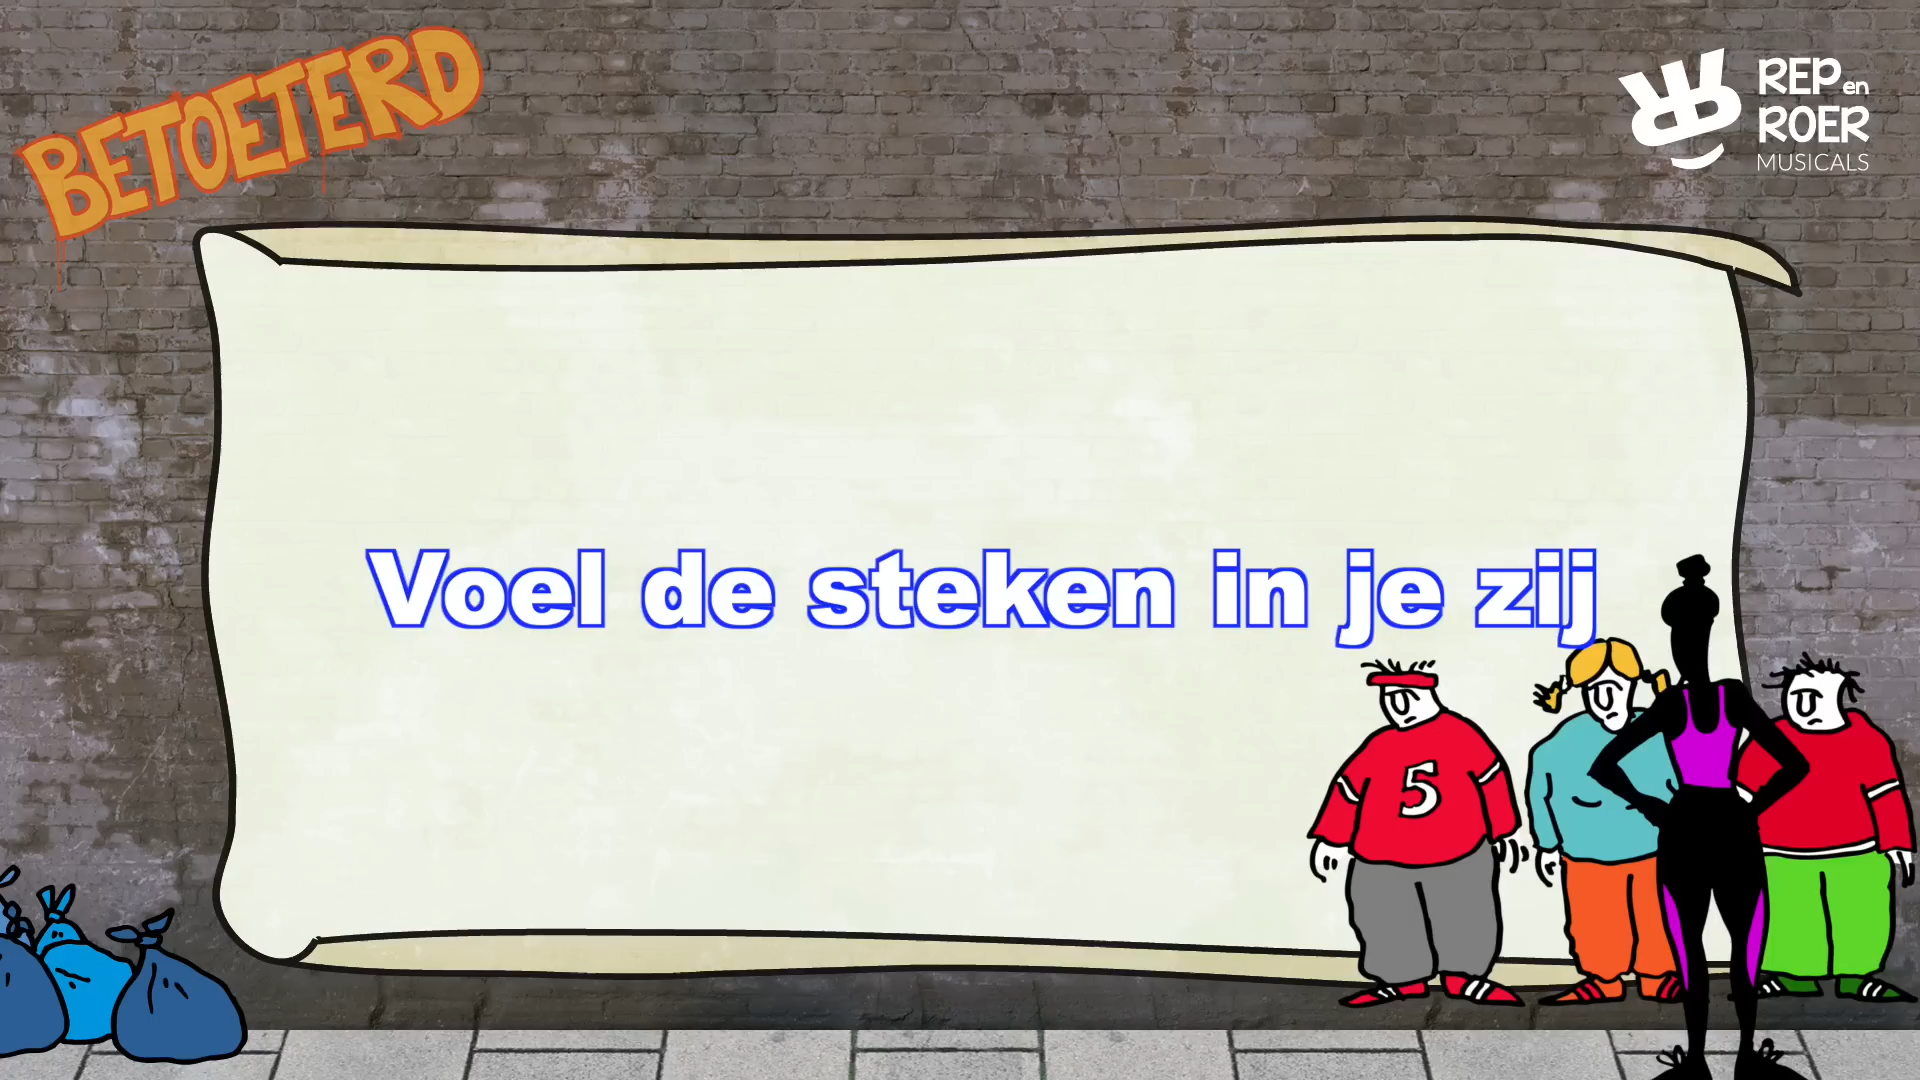 BETOETERD
REP en
ROER
MUSICALS
Voel de steken in je zij
5